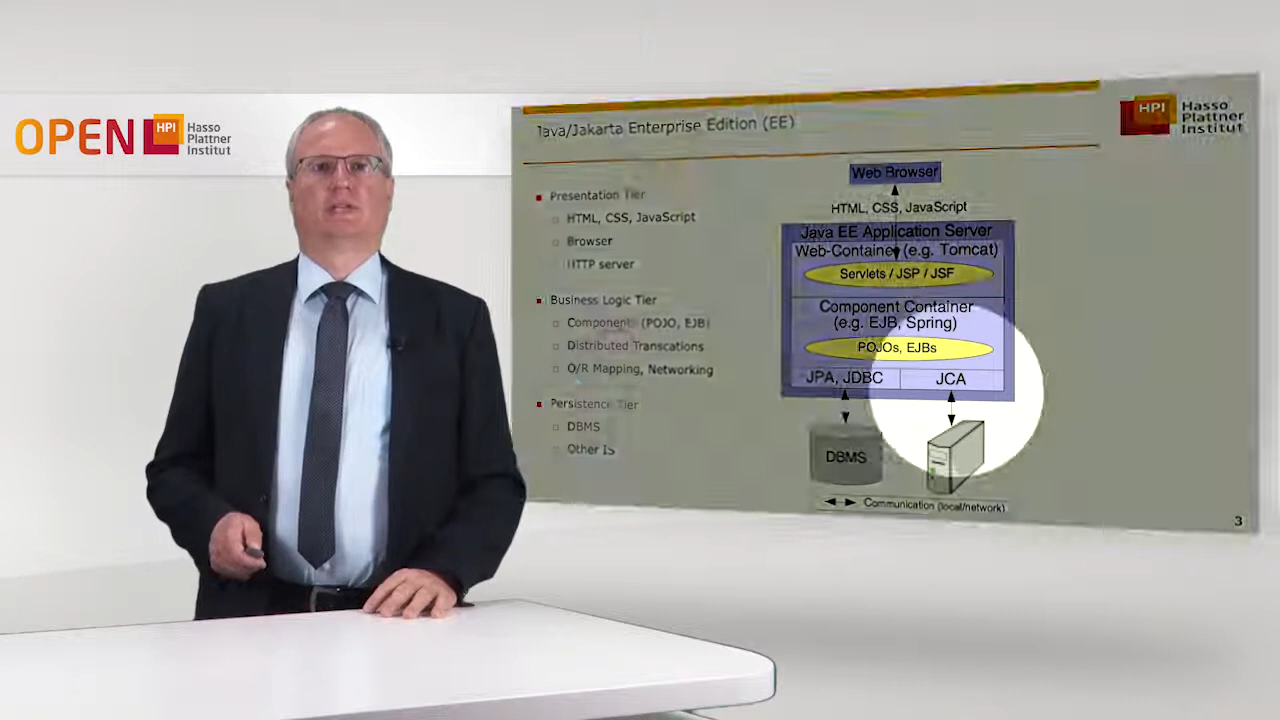 OPEN HPI Hasso
Plattner
Institut
Java/Jakarta Enterprise Edition (EE)
HPI Hasso
Plattner
Institut
Presentation Tier
HTML, CSS, JavaScript
Browser
HTTP server
Business Logic Tier
Components (POJO, EJB)
Distributed Transcations
O/R Mapping, Networking
Persistence Tier
DBMS
Other IS
Web Browser
HTML, CSS, JavaScript
Java EE Application Server
Web-Container (e.g. Tomcat)
Servlets / JSP / JSF
Component Container
(e.g. EJB, Spring)
POJOs, EJBs
JPA, JDBC JCA
DBMS
Communication (local/network)
3